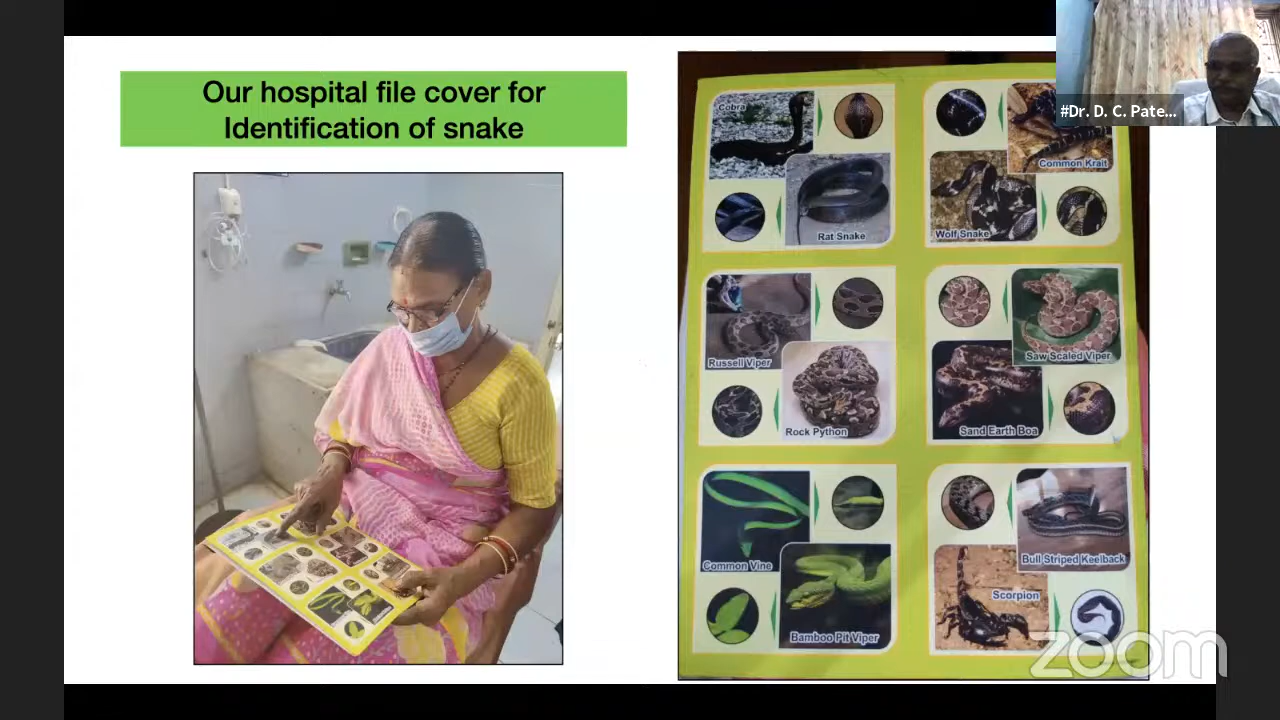 Our hospital file cover for
Identification of snake
#Dr. D. C. Pate...
Cobra
Rat Snake
Common Krait
Wolf Snake
Russell Viper
Rock Python
Saw Scaled Viper
Sand Earth Boa
Common Vine
Bamboo Pit Viper
Bull Striped Keelback
Scorpion
zoom